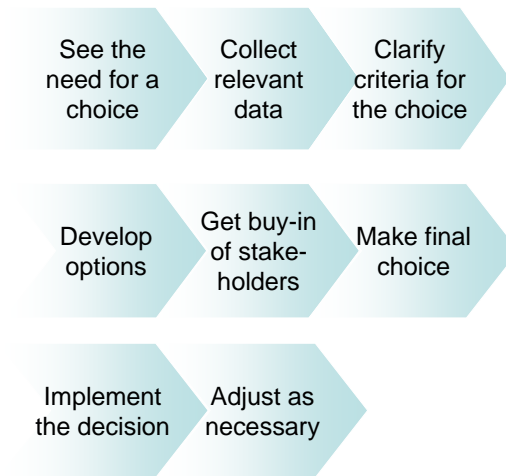 See the
need for a
choice
Collect
relevant
data
Clarify
criteria for
the choice
Develop
options
Get buy-in
of stake-
holders
Make final
choice
Implement
the decision
Adjust as
necessary